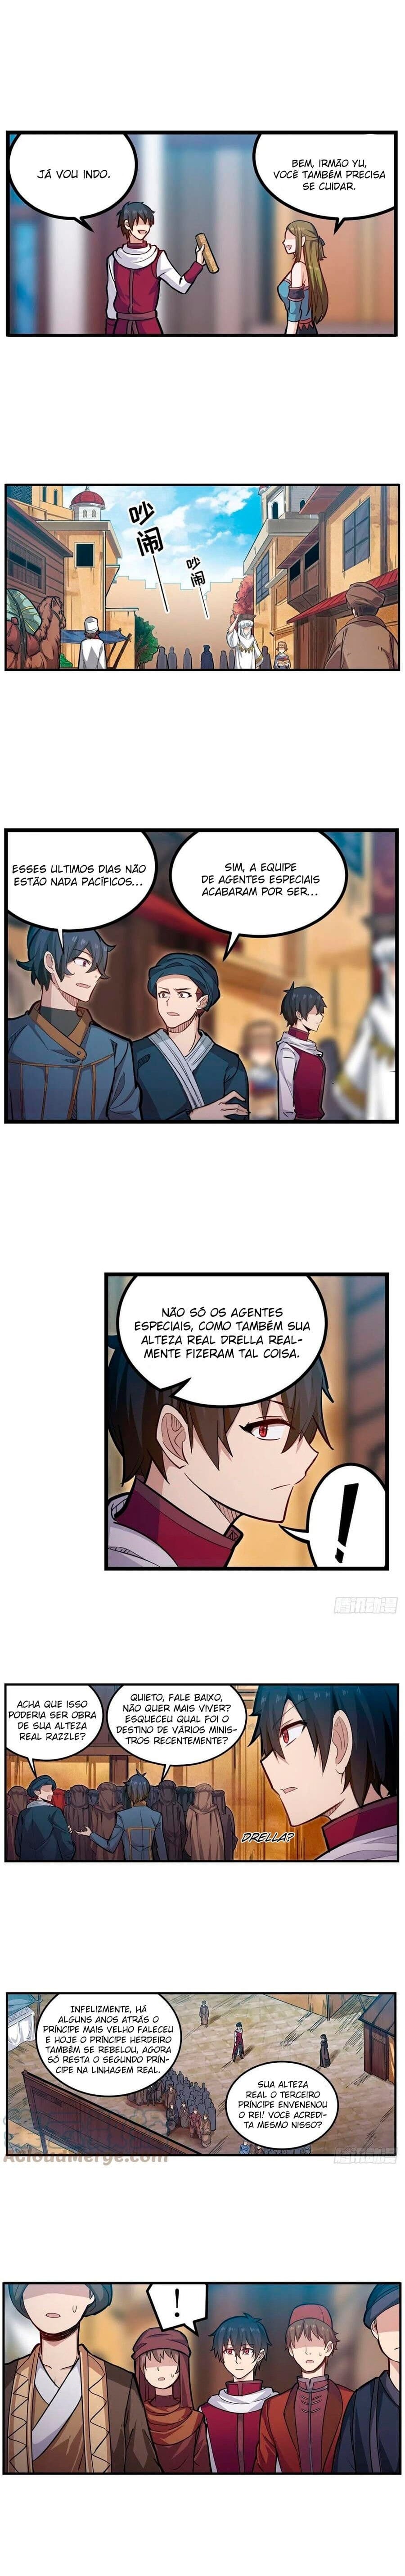 JÁ VOU INDO.
BEM, IRMÃO YU,
VOCÊ TAMBÉM PRECISA
SE CUIDAR.
吵
闹
吵
闹
ESSES ULTIMOS DIAS NÃO
ESTÃO NADA PACÍFICOS...
SIM, A EQUIPE
DE AGENTES ESPECIAIS
ACABARAM POR SER...
NÃO SÓ OS AGENTES
ESPECIAIS, COMO TAMBÉM SUA
ALTEZA REAL DRELLA REAL-
MENTE FIZERAM TAL COISA.
!
ACHA QUE ISSO
PODERIA SER OBRA
DE SUA ALTEZA
REAL RAZZLE?
QUIETO, FALE BAIXO,
NÃO QUER MAIS VIVER?
ESQUECEU QUAL FOI O
DESTINO DE VÁRIOS MINIS-
TROS RECENTEMENTE?
DRELLA?
INFELIZMENTE, HÁ
ALGUNS ANOS ATRÁS O
PRÍNCIPE MAIS VELHO FALECEU
E HOJE O PRÍNCIPE HERDEIRO
TAMBÉM SE REBELOU, AGORA
SÓ RESTA O SEGUNDO PRÍN-
CIPE NA LINHAGEM REAL.
SUA ALTEZA
REAL O TERCEIRO
PRÍNCIPE ENVENENOU
O REI! VOCÊ ACREDI-
TA MESMO NISSO?
AcloudMerge.com
!